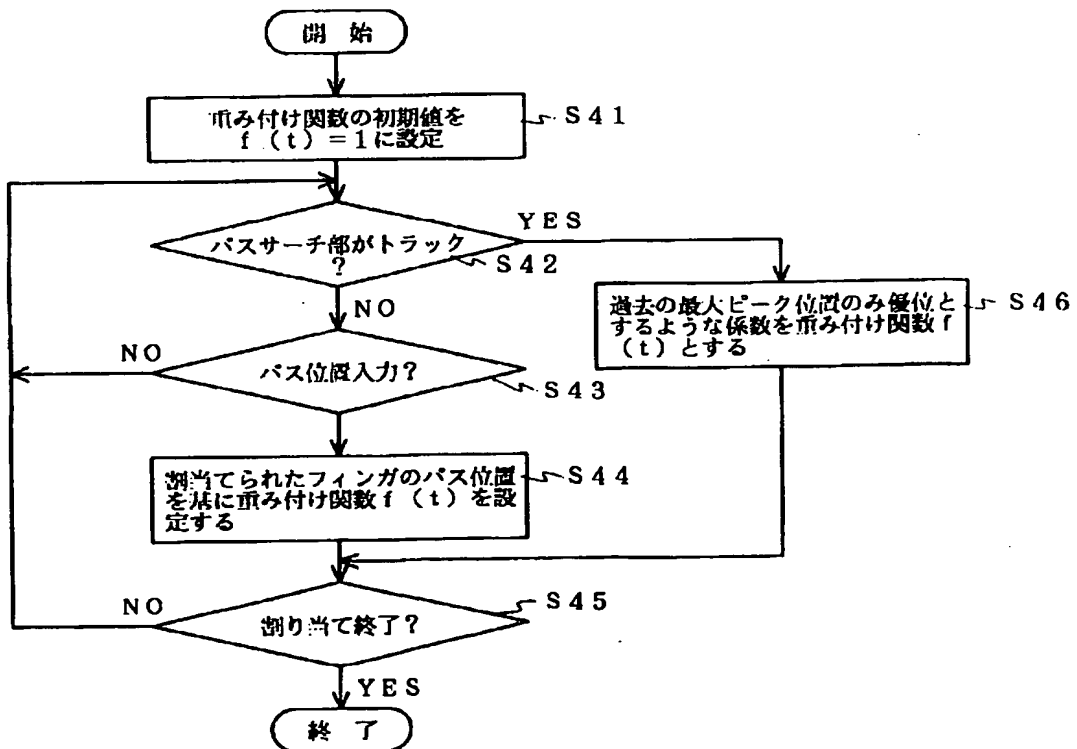 開 始
重み付け関数の初期値を
f (t) = 1に設定
S41
YES
パスサーチ部がトラック
?
S42
NO
過去の最大ピーク位置のみ優位と
するような係数を重み付け関数f
(t)とする
S46
NO
パス位置入力?
S43
割当てられたフィンガのパス位置
を基に重み付け関数f (t)を設
定する
S44
NO
割り当て終了?
S45
YES
終 了